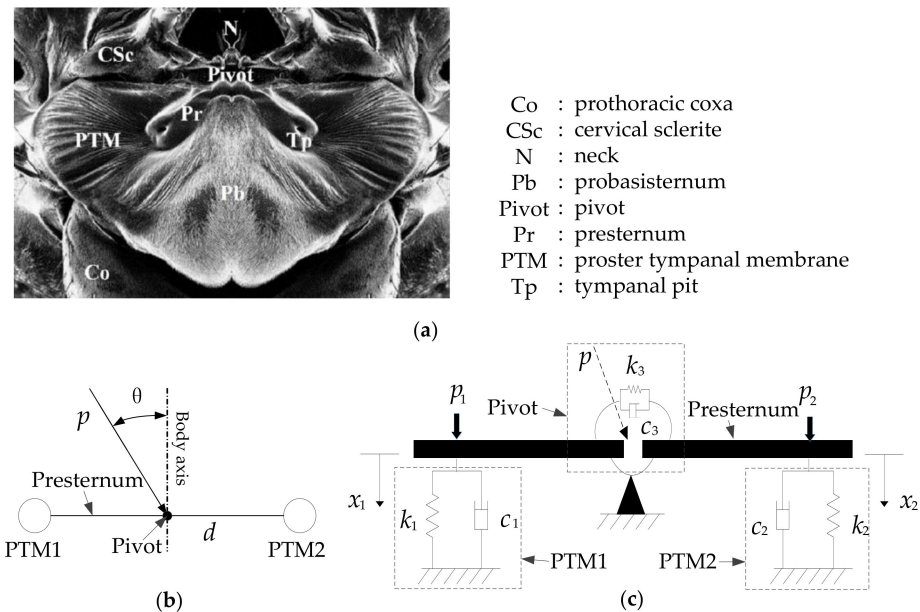 N
CSc
Pivot
Pr
PTM
Tp
Pb
Co
Co : prothoracic coxa
CSc : cervical sclerite
N : neck
Pb : probasisternum
Pivot : pivot
Pr : presternum
PTM : proster tympanal membrane
Tp : tympanal pit
(a)
θ
p
Body axis
Presternum
PTM1
Pivot
d
PTM2
(b)
p
k3
p1
Pivot
c3
Presternum
p2
x1
k1
c1
PTM1
PTM2
c2
k2
x2
(c)